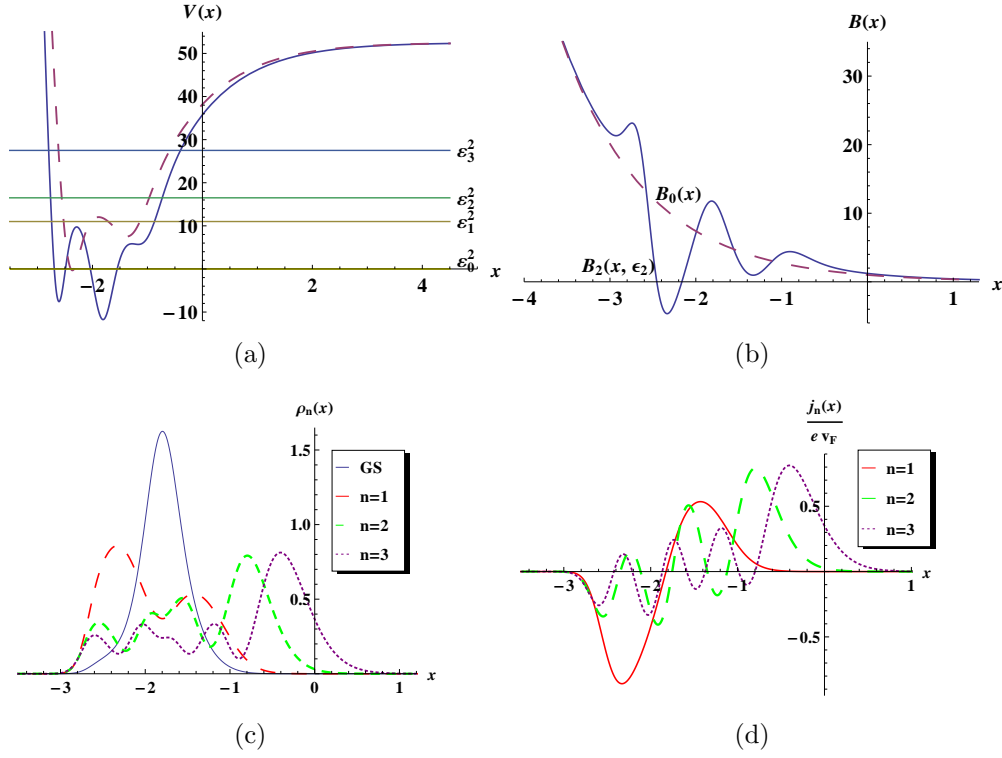 V(x)
50
40
30
20
10
−10
−2
2
4
x
ε₃²
ε₂²
ε₁²
ε₀²
(a)
B(x)
30
20
10
B₀(x)
B₂(x, ϵ₂)
−4
−3
−2
−1
1
x
(b)
ρₙ(x)
1.5
1.0
0.5
GS
n=1
n=2
n=3
−3
−2
−1
0
1
x
(c)
jₙ(x)
e v_F
0.5
−0.5
n=1
n=2
n=3
−3
−2
−1
1
x
(d)